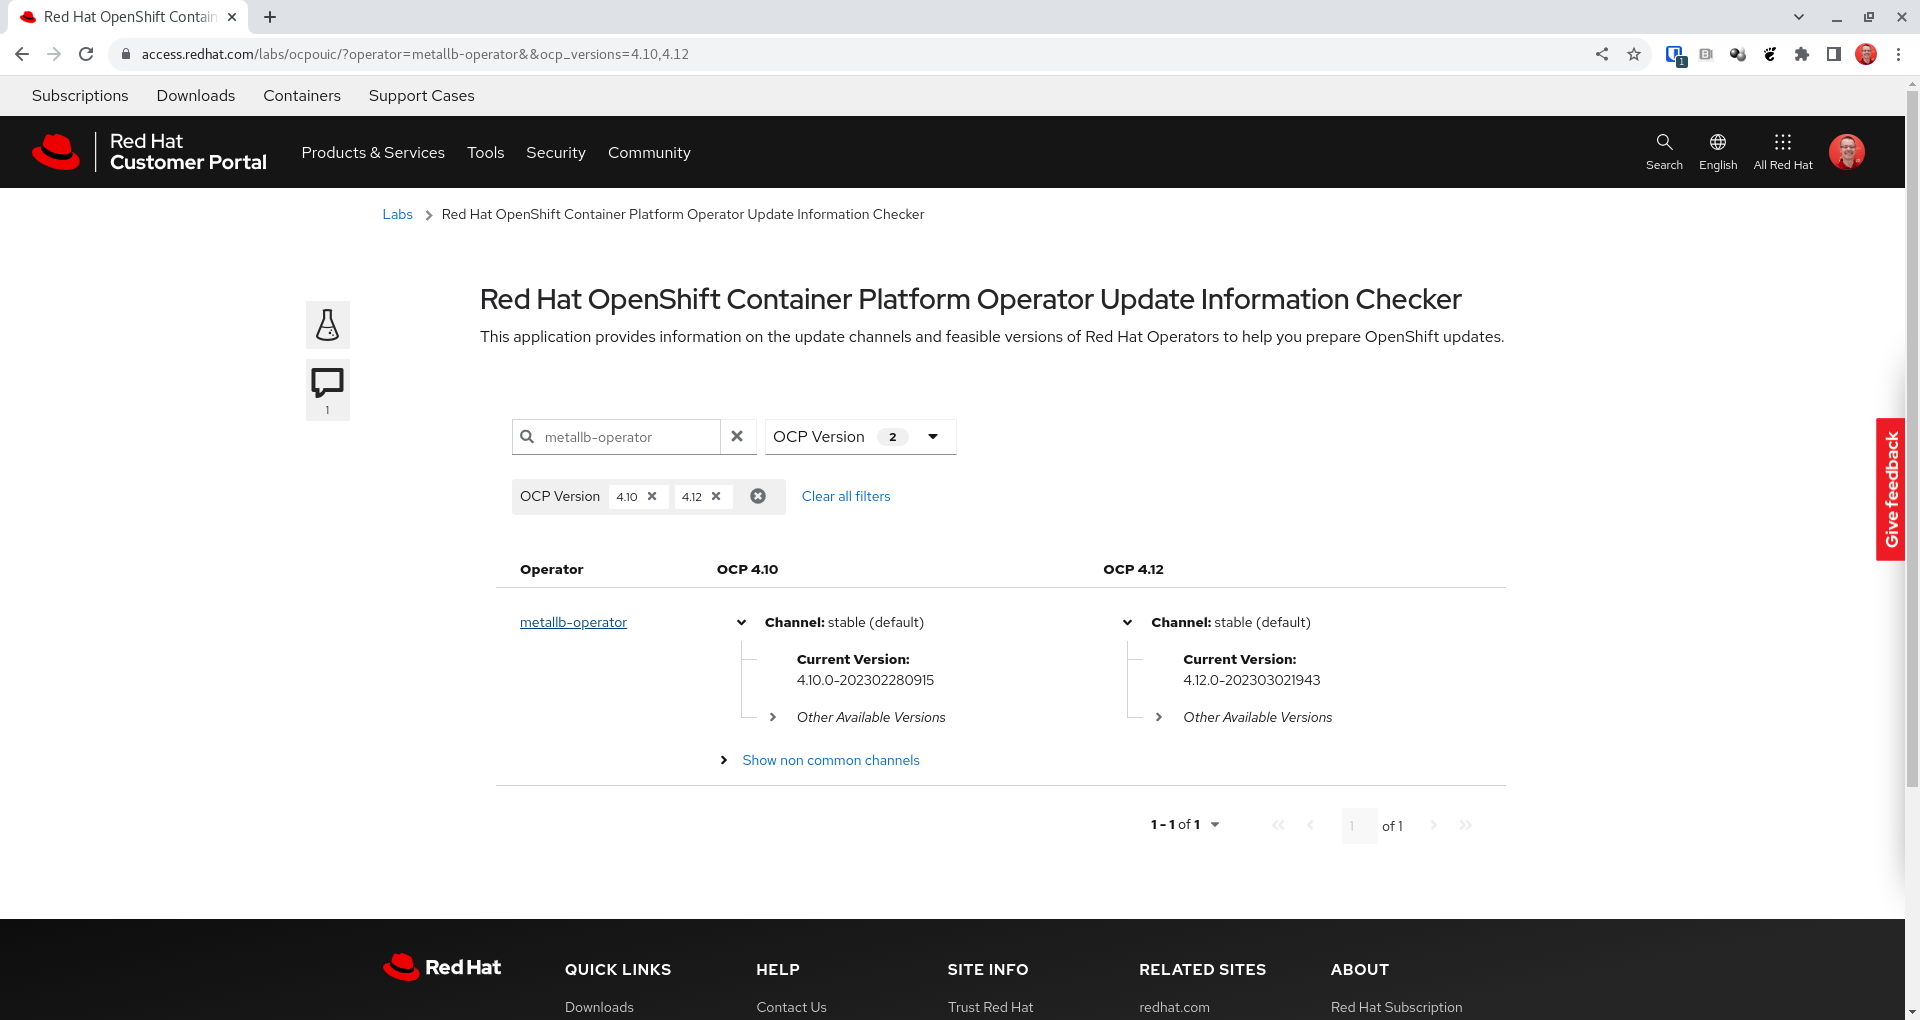 Red Hat OpenShift Contain
access.redhat.com/labs/ocpouic/?operator=metallb-operator&&ocp_versions=4.10,4.12
1
Subscriptions Downloads Containers Support Cases
Red Hat
Customer Portal
Products & Services Tools Security Community
Search English All Red Hat
Labs Red Hat OpenShift Container Platform Operator Update Information Checker
Red Hat OpenShift Container Platform Operator Update Information Checker
This application provides information on the update channels and feasible versions of Red Hat Operators to help you prepare OpenShift updates.
1
metallb-operator OCP Version 2
Give feedback
OCP Version 4.10 4.12 Clear all filters
Operator OCP 4.10 OCP 4.12
metallb-operator Channel: stable (default) Channel: stable (default)
Current Version: Current Version:
4.10.0-202302280915 4.12.0-202303021943
Other Available Versions Other Available Versions
Show non common channels
1 - 1 of 1 1 of 1
Red Hat QUICK LINKS HELP SITE INFO RELATED SITES ABOUT
Downloads Contact Us Trust Red Hat redhat.com Red Hat Subscription